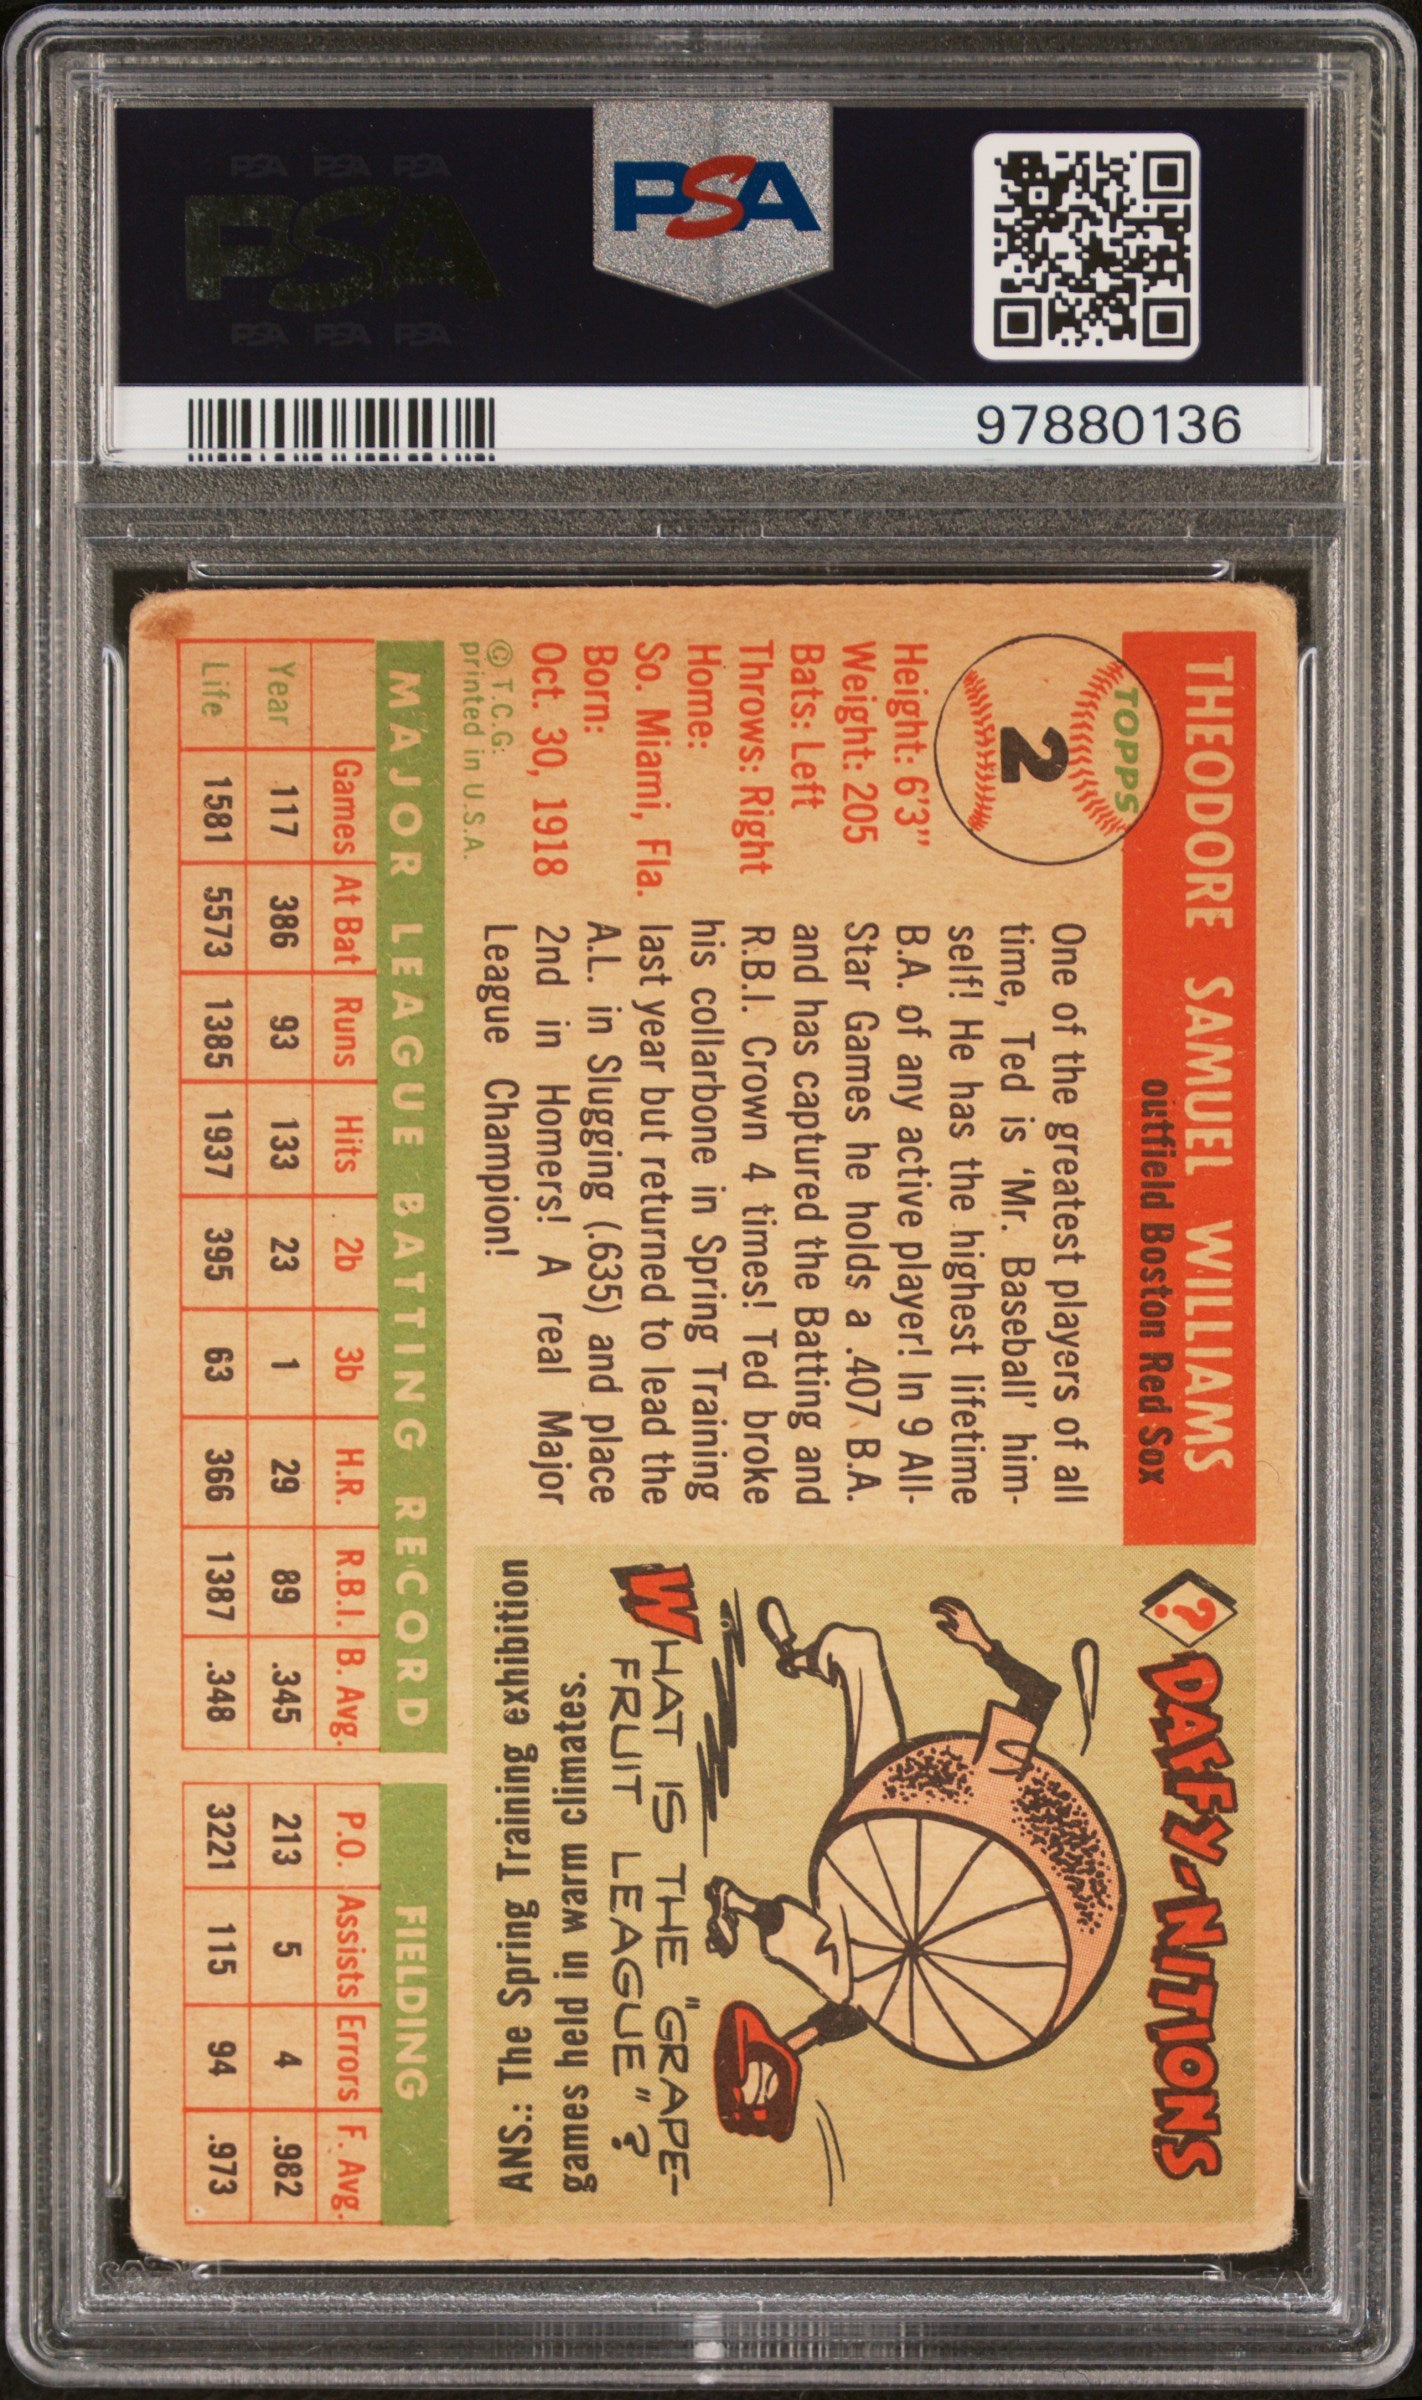 PSA PSA PSA
PSA
PSA PSA PSA
PSA
97880136
THEODORE SAMUEL WILLIAMS
outfield Boston Red Sox
TOPPS
2
Height: 6'3"
Weight: 205
Bats: Left
Throws: Right
Home:
So. Miami, Fla.
Born:
Oct. 30, 1918
© T.C.G.
printed in U.S.A.
One of the greatest players of all
time, Ted is 'Mr. Baseball' him-
self! He has the highest lifetime
B.A. of any active player! In 9 All-
Star Games he holds a .407 B.A.
and has captured the Batting and
R.B.I. Crown 4 times! Ted broke
his collarbone in Spring Training
last year but returned to lead the
A.L. in Slugging (.635) and place
2nd in Homers! A real Major
League Champion!
? DAFFY-NITIONS
WHAT IS THE "GRAPE-
FRUIT LEAGUE"?
ANS.: The Spring Training exhibition
games held in warm climates.
MAJOR LEAGUE BATTING RECORD
Games At Bat Runs Hits 2b 3b H.R. R.B.I. B. Avg.
Year 117 386 93 133 23 1 29 89 .345
Life 1581 5573 1385 1937 395 63 366 1387 .348
FIELDING
P.O. Assists Errors F. Avg.
213 5 4 .982
3221 115 94 .973